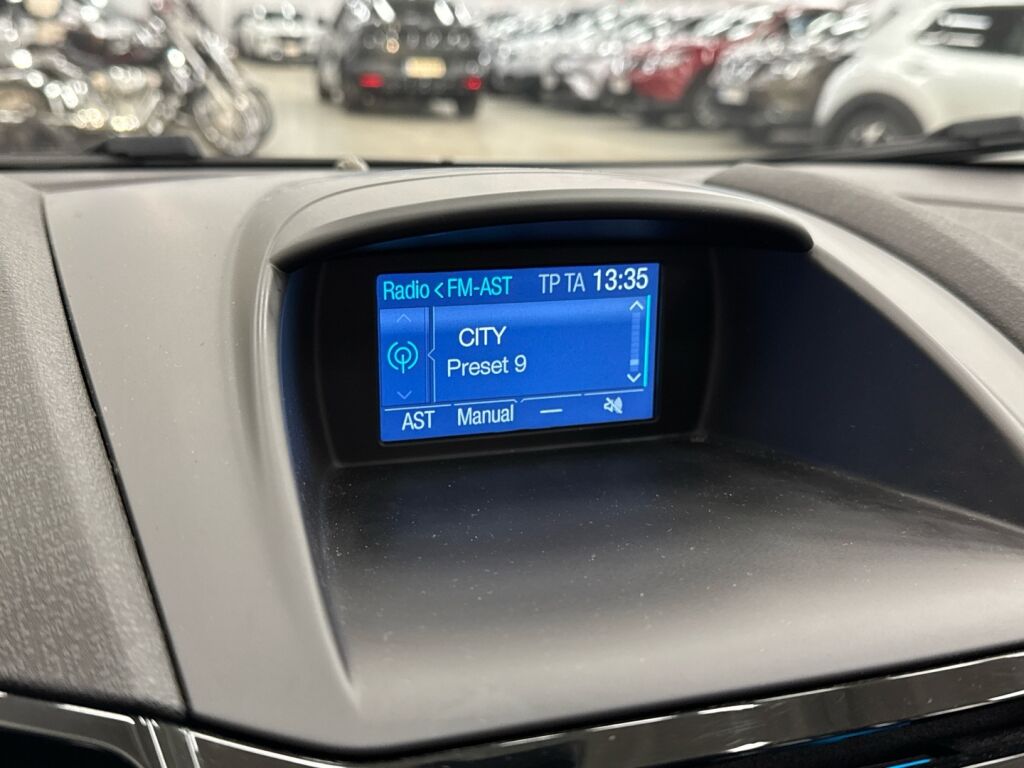 Radio < FM-AST TP TA 13:35
CITY
Preset 9
AST Manual —